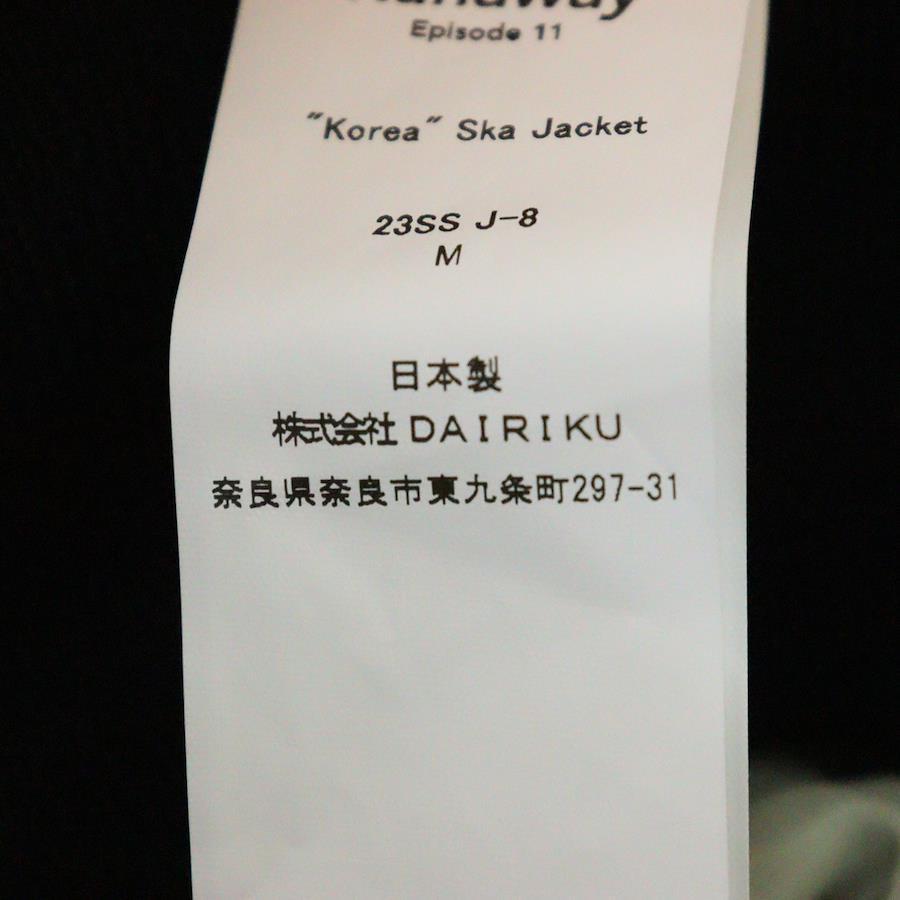 Runaway
Episode 11
"Korea" Ska Jacket
23SS J-8
M
日本製
株式会社 DAIRIKU
奈良県奈良市東九条町297-31